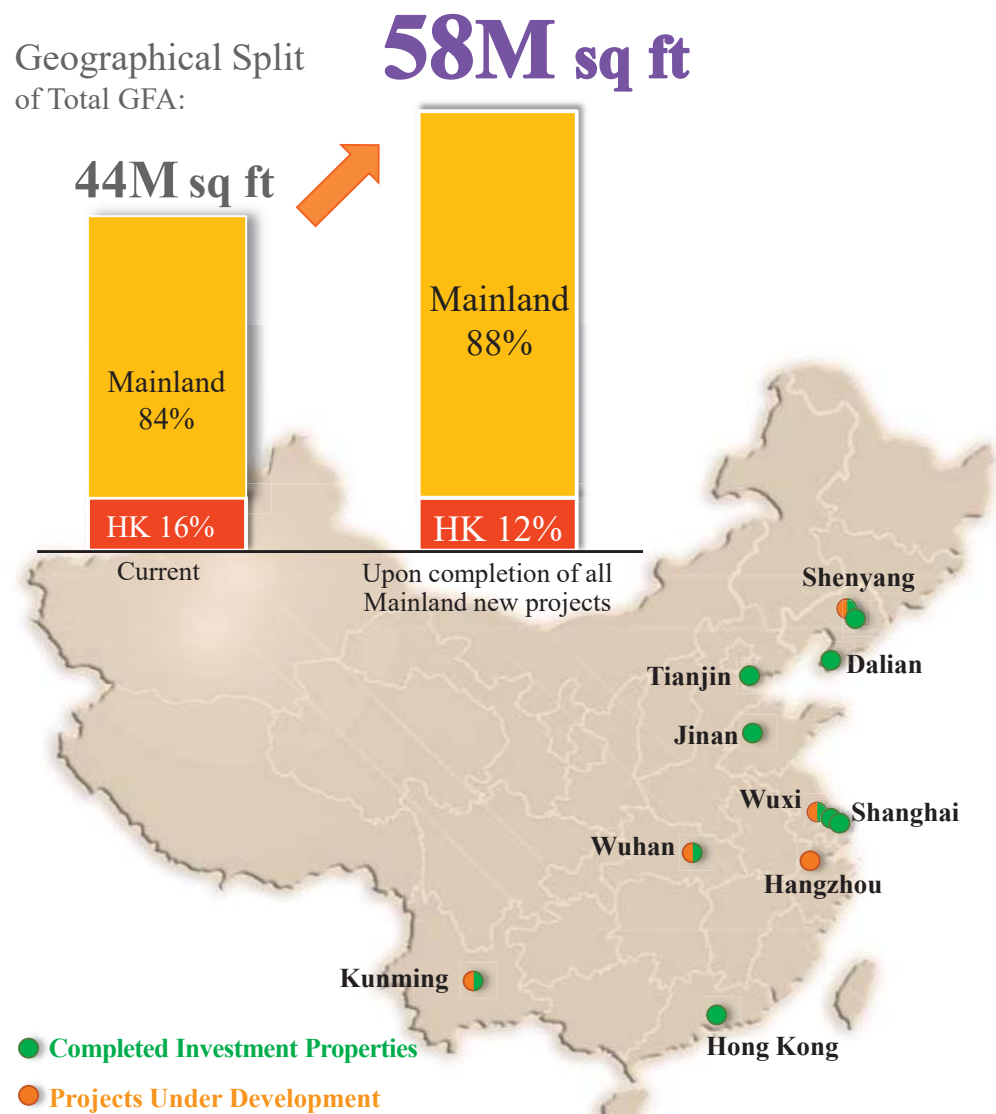 Geographical Split
of Total GFA:
58M sq ft
44M sq ft
Mainland
88%
Mainland
84%
HK 16%
HK 12%
Current
Upon completion of all
Mainland new projects
Shenyang
Dalian
Tianjin
Jinan
Wuxi
Shanghai
Wuhan
Hangzhou
Kunming
Hong Kong
Completed Investment Properties
Projects Under Development